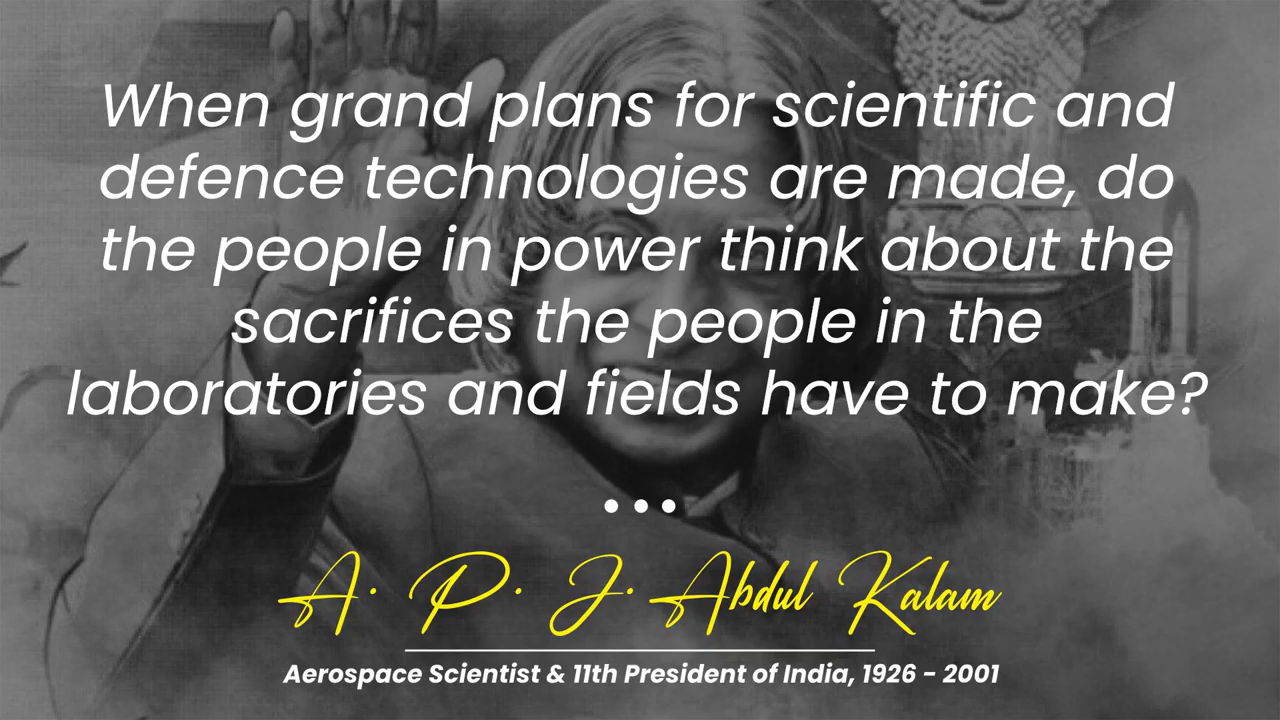 When grand plans for scientific and
defence technologies are made, do
the people in power think about the
sacrifices the people in the
laboratories and fields have to make?
...
A. P. J. Abdul Kalam
Aerospace Scientist & 11th President of India, 1926 - 2001